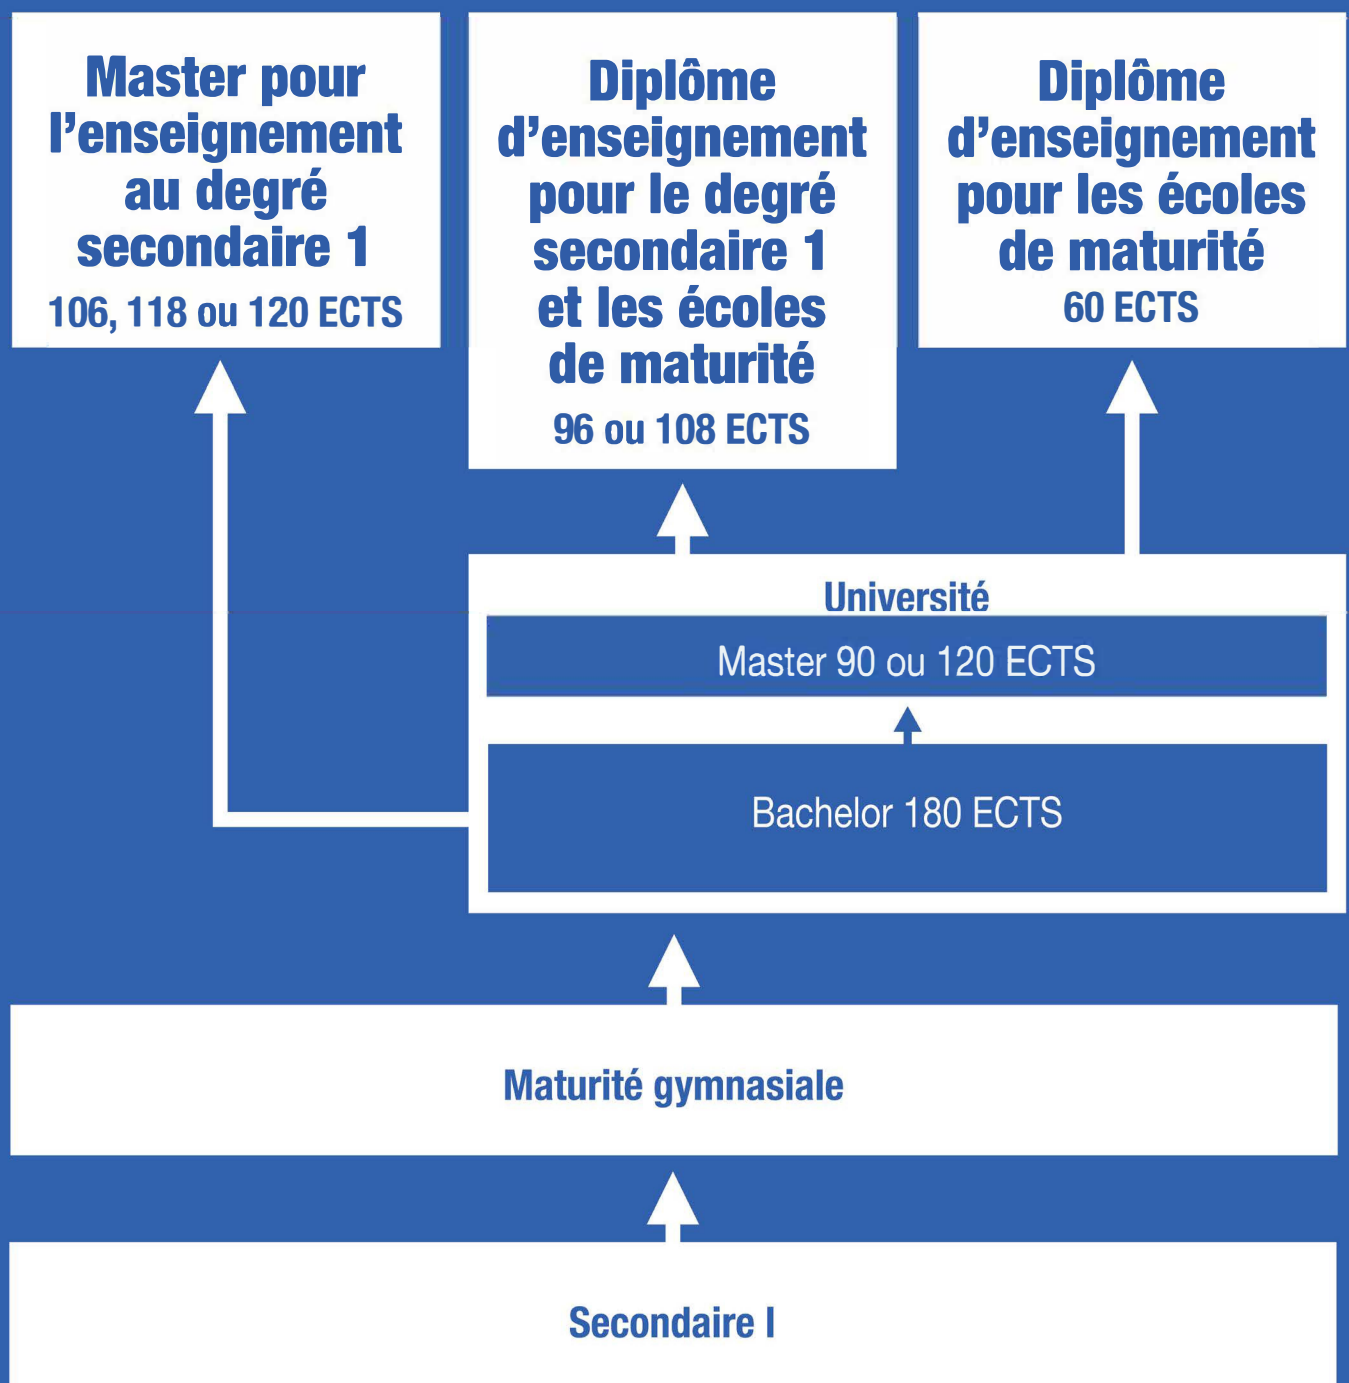 Master pour
l’enseignement
au degré
secondaire 1
106, 118 ou 120 ECTS
Diplôme
d’enseignement
pour le degré
secondaire 1
et les écoles
de maturité
96 ou 108 ECTS
Diplôme
d’enseignement
pour les écoles
de maturité
60 ECTS
Université
Master 90 ou 120 ECTS
Bachelor 180 ECTS
Maturité gymnasiale
Secondaire I